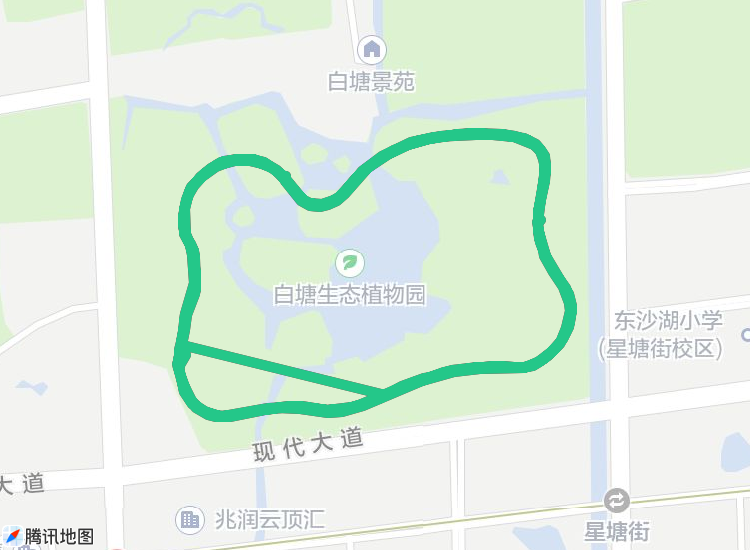 白塘景苑
白塘生态植物园
东沙湖小学
(星塘街校区)
现代大道
大道
兆润云顶汇
星塘街
腾讯地图